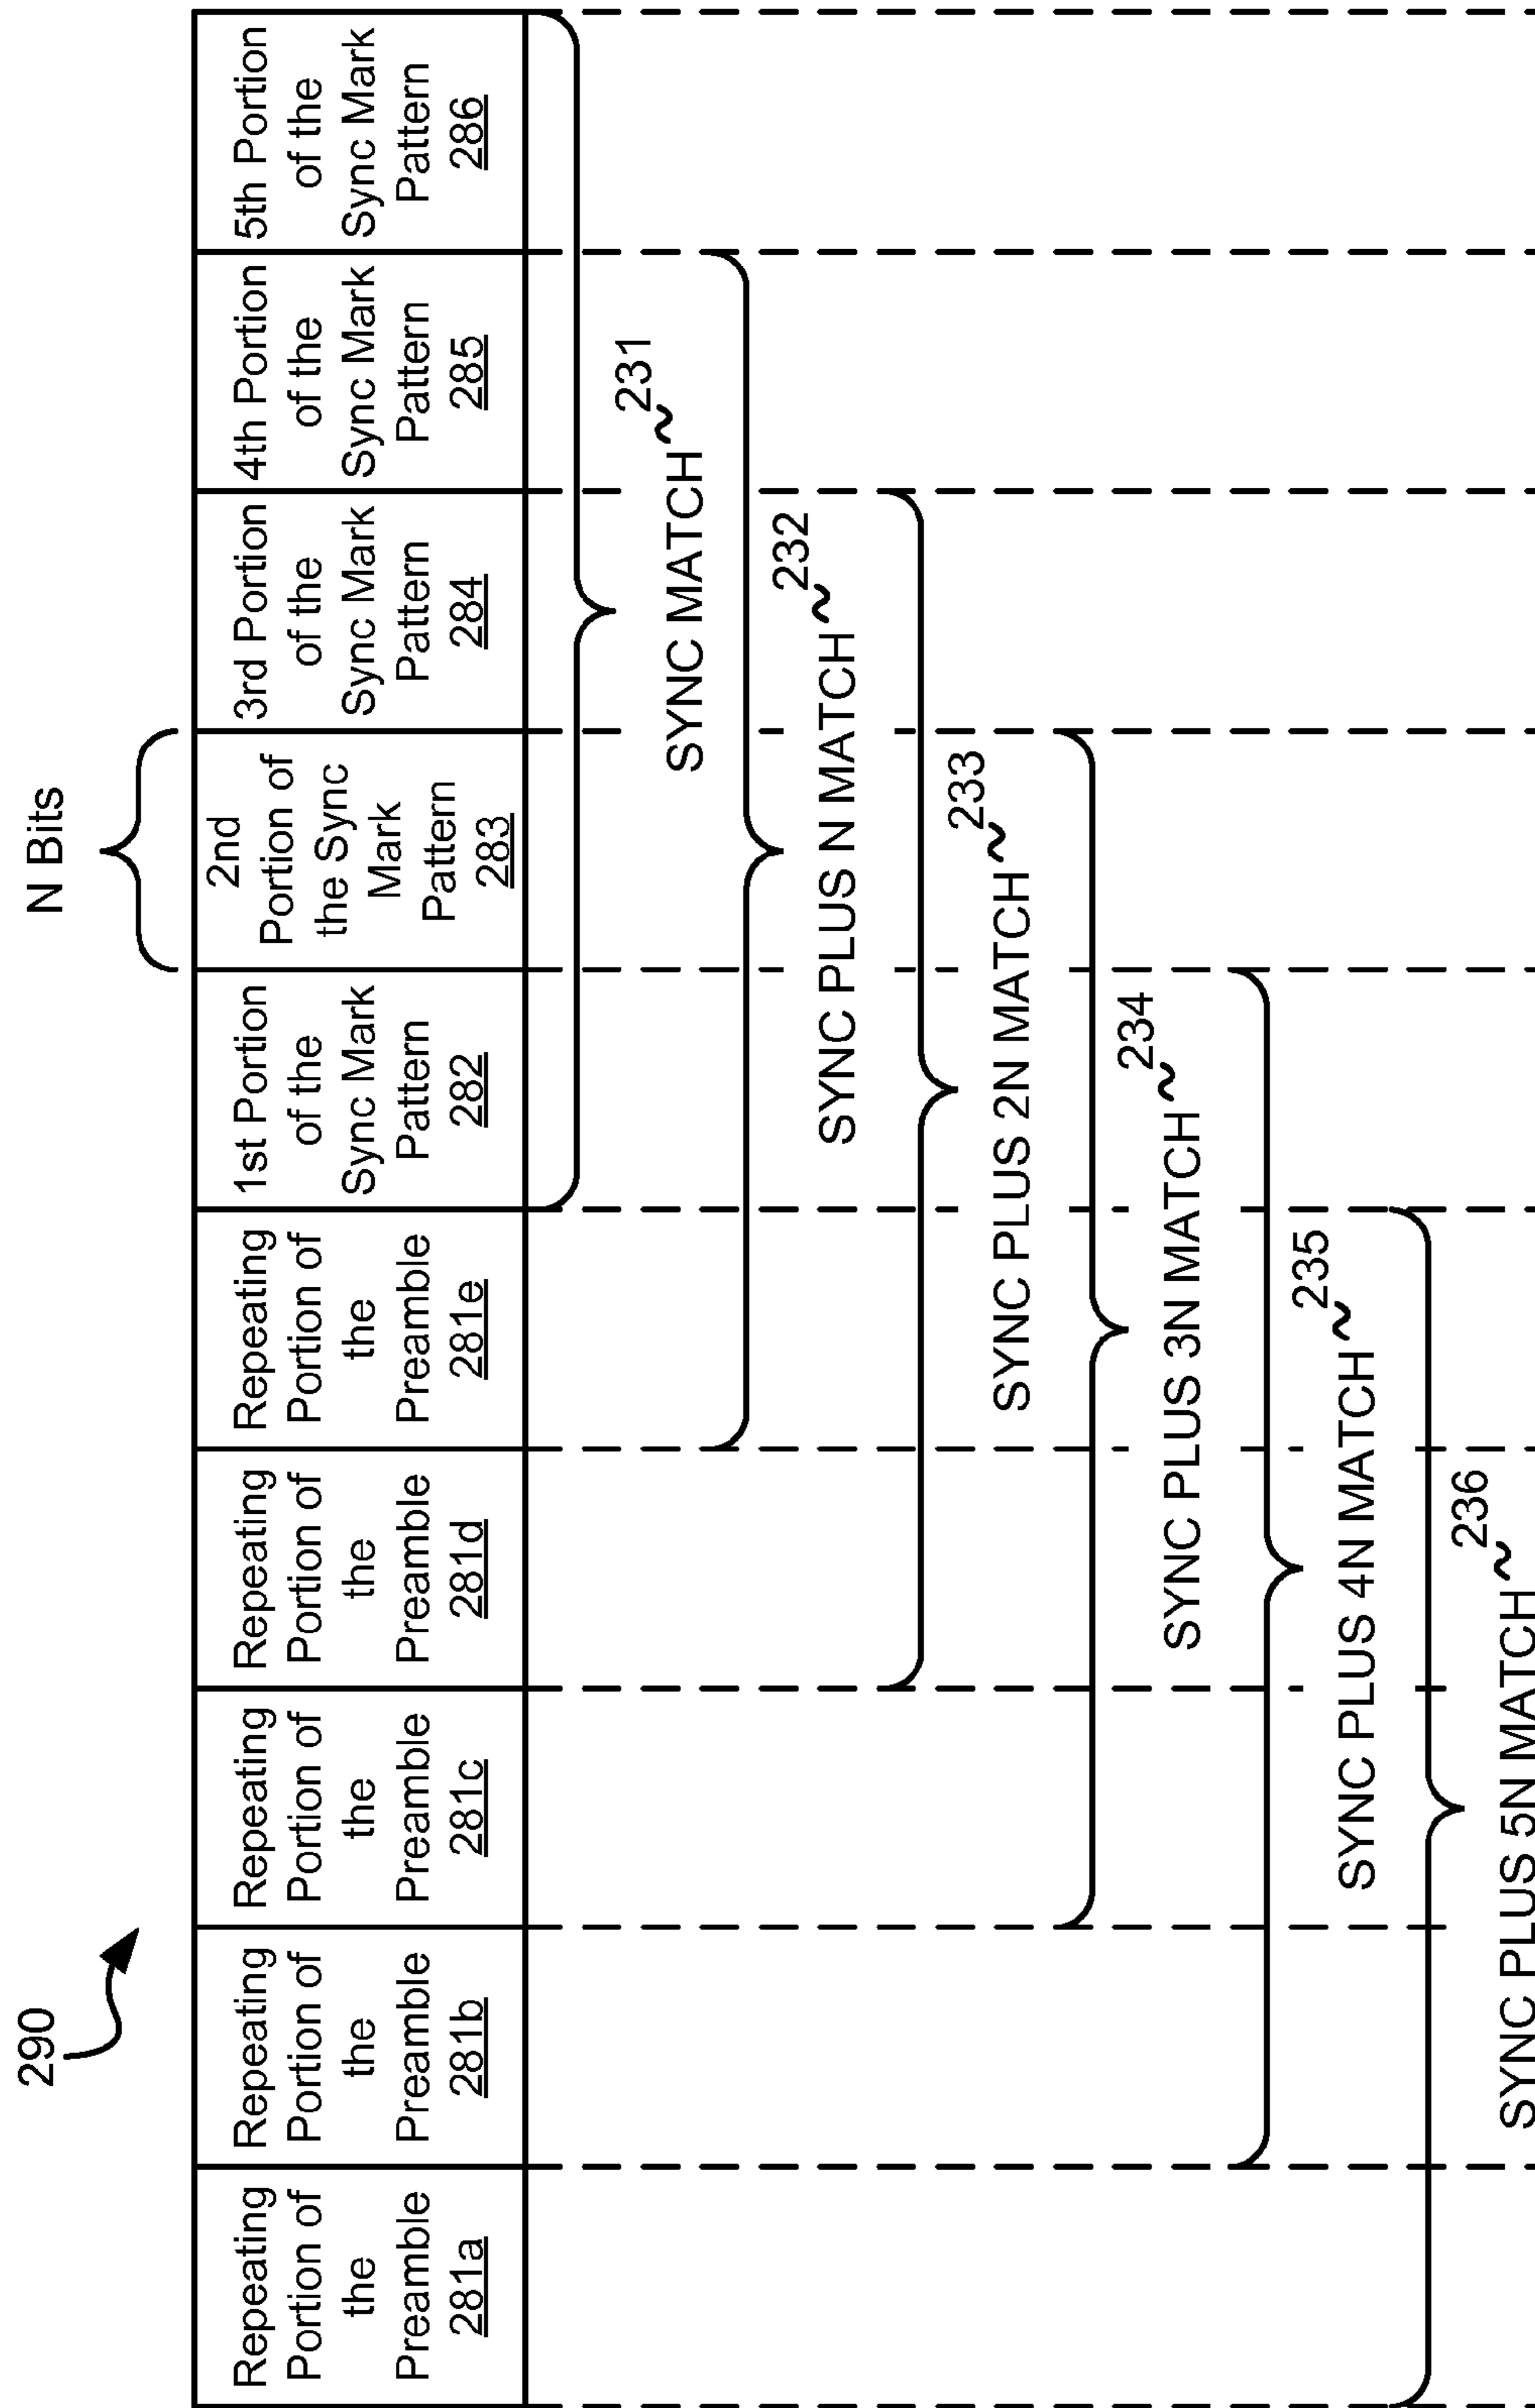 290
N Bits
Repeating
Portion of
the
Preamble
281a
Repeating
Portion of
the
Preamble
281b
Repeating
Portion of
the
Preamble
281c
Repeating
Portion of
the
Preamble
281d
Repeating
Portion of
the
Preamble
281e
1st Portion
of the
Sync Mark
Pattern
282
2nd
Portion of
the Sync
Mark
Pattern
283
3rd Portion
of the
Sync Mark
Pattern
284
4th Portion
of the
Sync Mark
Pattern
285
5th Portion
of the
Sync Mark
Pattern
286
231
SYNC MATCH
232
SYNC PLUS N MATCH
233
SYNC PLUS 2N MATCH
234
SYNC PLUS 3N MATCH
235
SYNC PLUS 4N MATCH
236
SYNC PLUS 5N MATCH